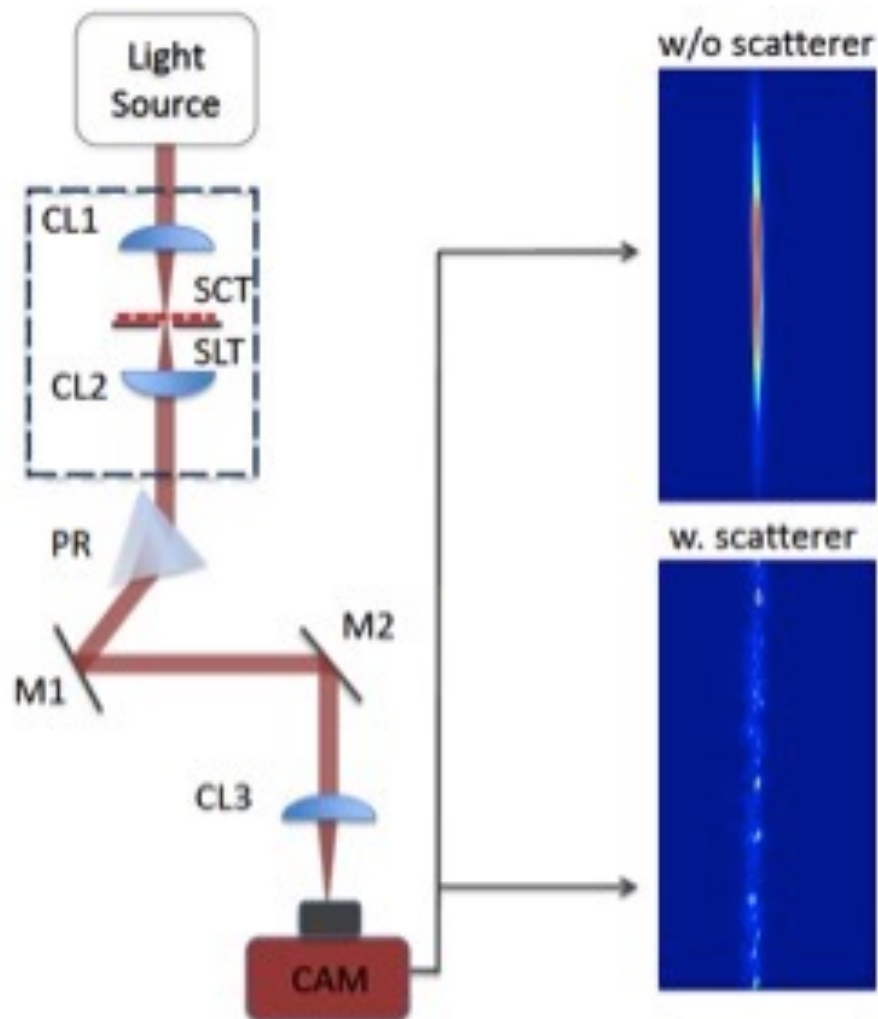 Light
Source
CL1
SCT
SLT
CL2
PR
M1
M2
CL3
CAM
w/o scatterer
w. scatterer